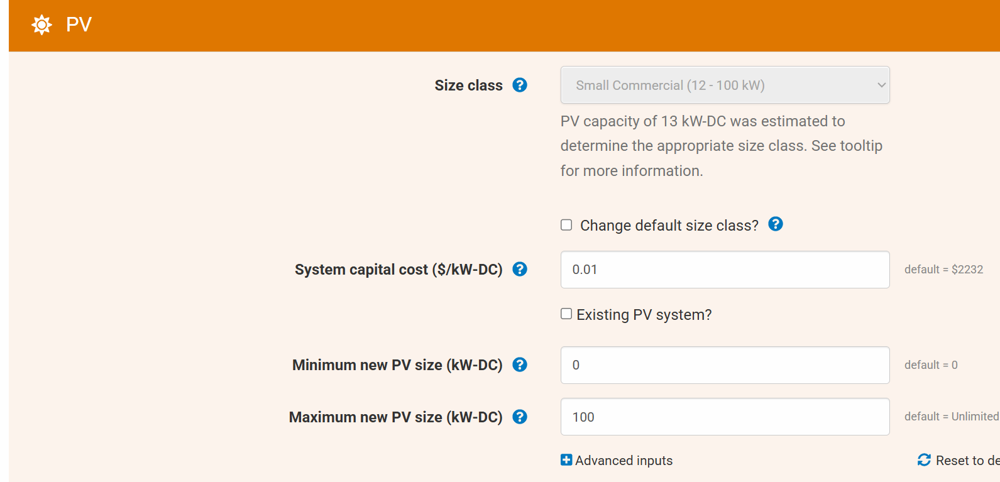 PV
Size class ?
Small Commercial (12 - 100 kW)
PV capacity of 13 kW-DC was estimated to
determine the appropriate size class. See tooltip
for more information.
Change default size class? ?
System capital cost ($/kW-DC) ? 0.01 default = $2232
Existing PV system?
Minimum new PV size (kW-DC) ? 0 default = 0
Maximum new PV size (kW-DC) ? 100 default = Unlimited
Advanced inputs Reset to de